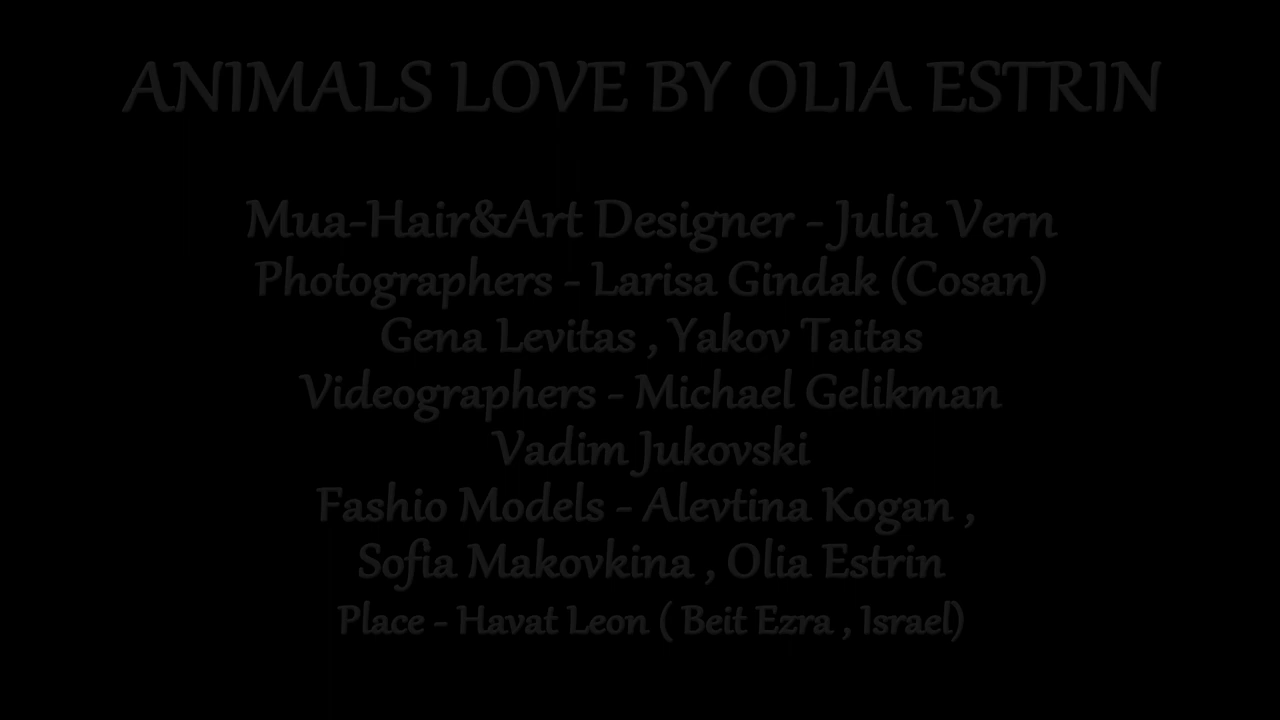 ANIMALS LOVE BY OLIA ESTRIN
Mua-Hair&Art Designer - Julia Vern
Photographers - Larisa Gindak (Cosan)
Gena Levitas , Yakov Taitas
Videographers - Michael Gelikman
Vadim Jukovski
Fashio Models - Alevtina Kogan ,
Sofia Makovkina , Olia Estrin
Place - Havat Leon ( Beit Ezra , Israel)